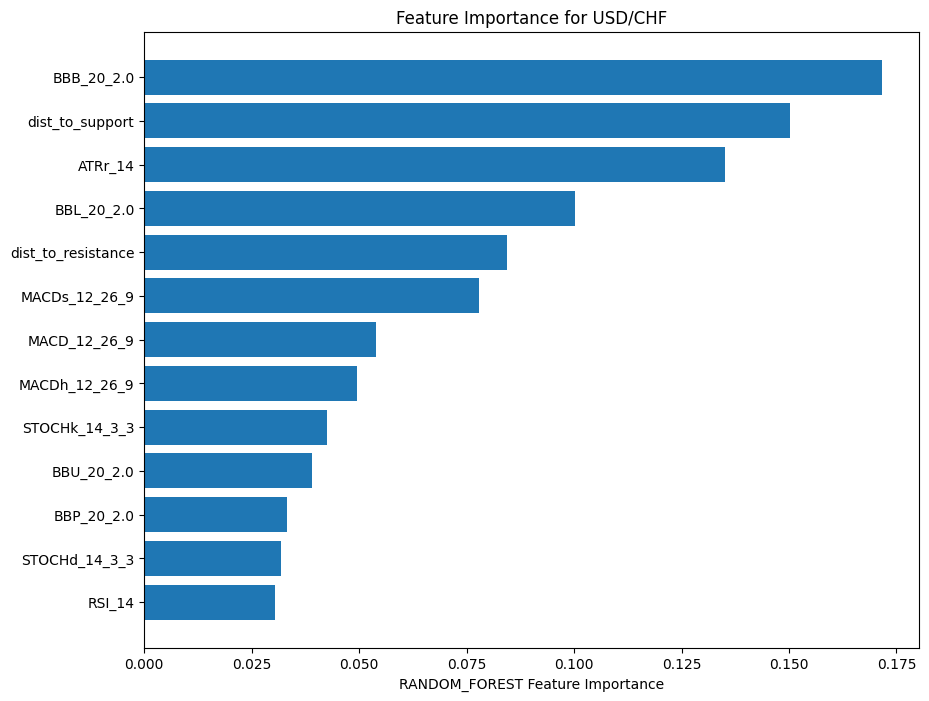 Feature Importance for USD/CHF
BBB_20_2.0
dist_to_support
ATRr_14
BBL_20_2.0
dist_to_resistance
MACDs_12_26_9
MACD_12_26_9
MACDh_12_26_9
STOCHk_14_3_3
BBU_20_2.0
BBP_20_2.0
STOCHd_14_3_3
RSI_14
0.000 0.025 0.050 0.075 0.100 0.125 0.150 0.175
RANDOM_FOREST Feature Importance